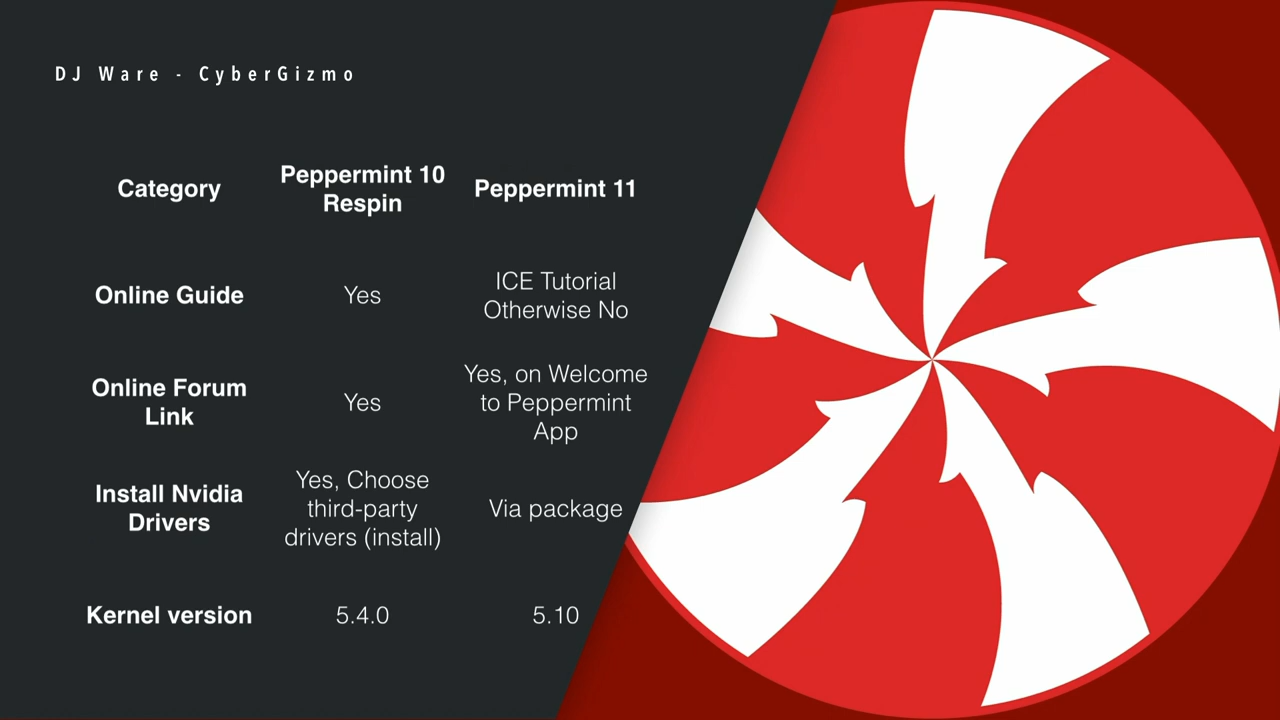 DJ Ware - CyberGizmo
Category
Peppermint 10
Respin
Peppermint 11
Online Guide
Yes
ICE Tutorial
Otherwise No
Online Forum
Link
Yes
Yes, on Welcome
to Peppermint
App
Install Nvidia
Drivers
Yes, Choose
third-party
drivers (install)
Via package
Kernel version
5.4.0
5.10